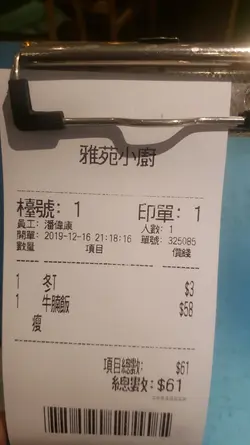 雅苑小廚
檯號: 1 印單: 1
員工: 潘偉康 人數: 1
開單: 2019-12-16 21:18:16 單號: 325085
數量 項目 價錢
1 冬T $3
1 牛腩飯 $58
瘦
項目總數: $61
總數: $61